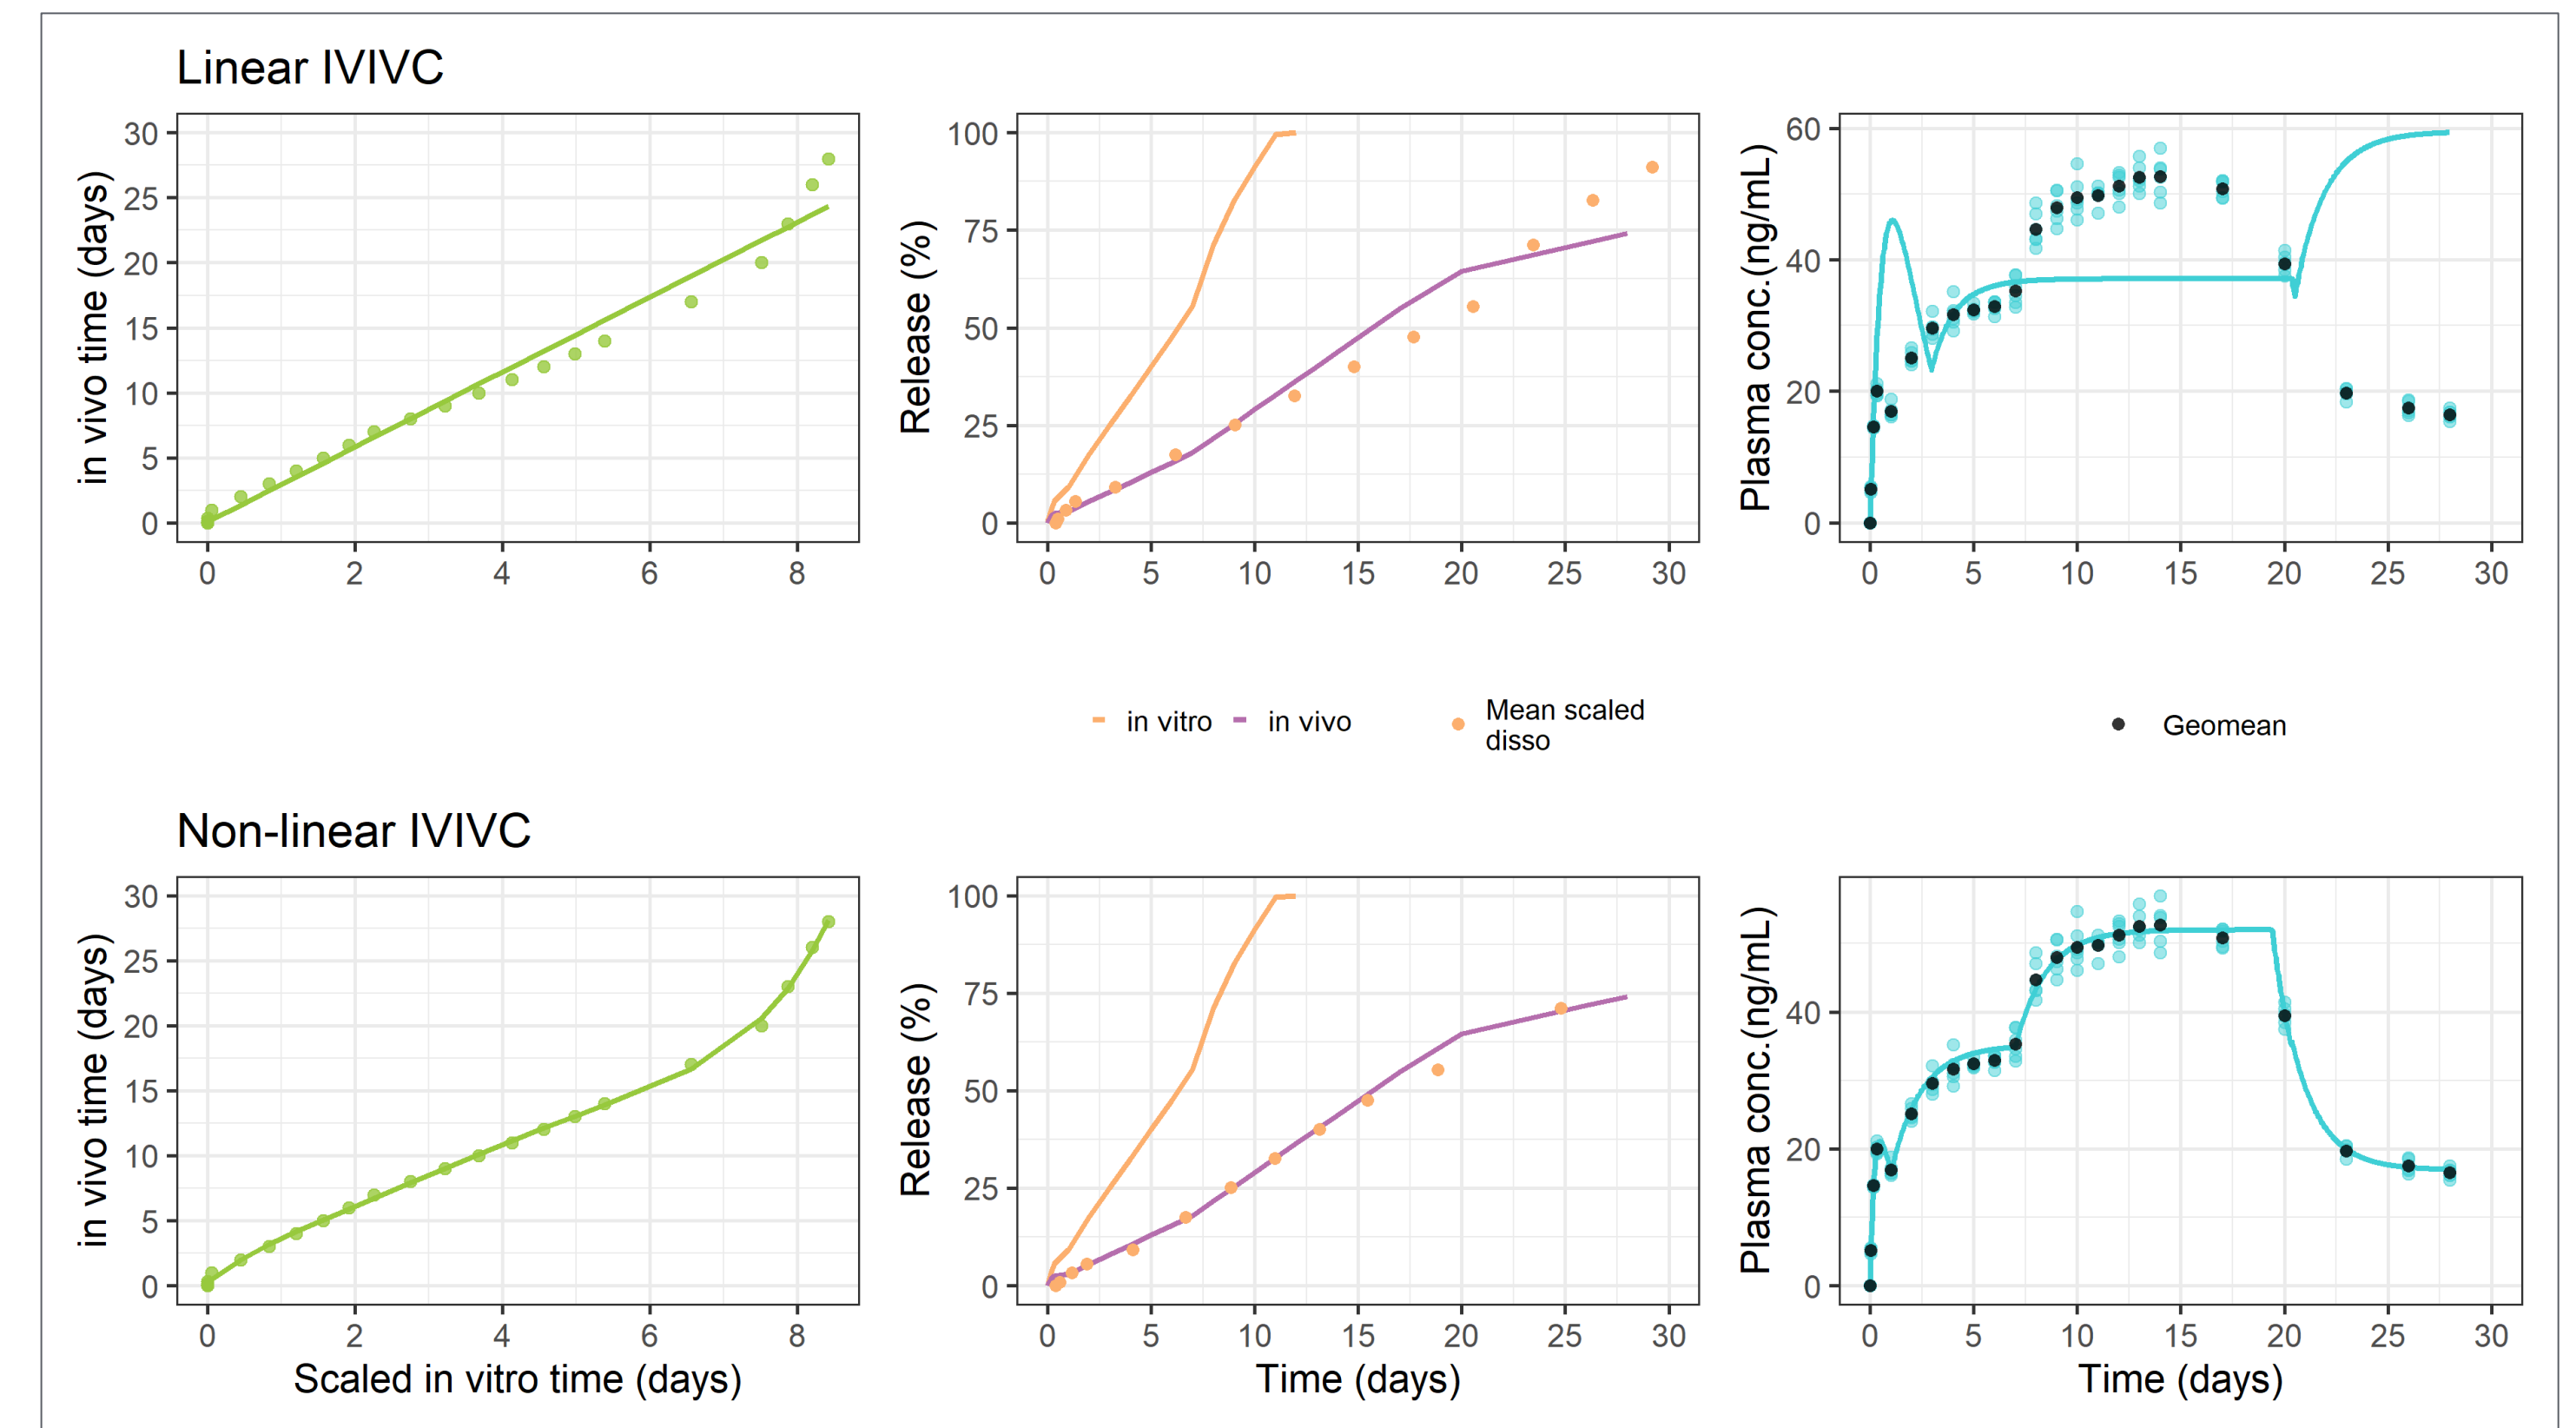 Linear IVIVC
in vivo time (days)
30
25
20
15
10
5
0
0 2 4 6 8
Release (%)
100
75
50
25
0
0 5 10 15 20 25 30
Plasma conc.(ng/mL)
60
40
20
0
0 5 10 15 20 25 30
in vitro in vivo
Mean scaled
disso
Geomean
Non-linear IVIVC
in vivo time (days)
30
25
20
15
10
5
0
0 2 4 6 8
Scaled in vitro time (days)
Release (%)
100
75
50
25
0
0 5 10 15 20 25 30
Time (days)
Plasma conc.(ng/mL)
40
20
0
0 5 10 15 20 25 30
Time (days)